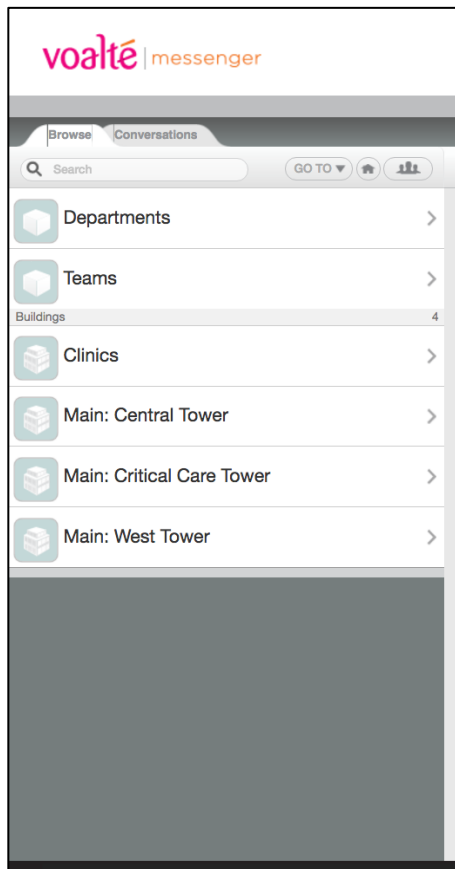 voalté | messenger
Browse Conversations
Search GO TO ▼
Departments
Teams
Buildings 4
Clinics
Main: Central Tower
Main: Critical Care Tower
Main: West Tower